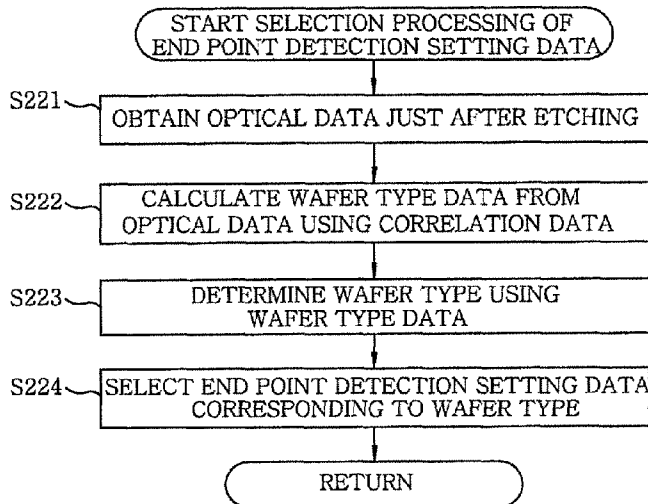 START SELECTION PROCESSING OF
END POINT DETECTION SETTING DATA
S221
OBTAIN OPTICAL DATA JUST AFTER ETCHING
S222
CALCULATE WAFER TYPE DATA FROM
OPTICAL DATA USING CORRELATION DATA
S223
DETERMINE WAFER TYPE USING
WAFER TYPE DATA
S224
SELECT END POINT DETECTION SETTING DATA
CORRESPONDING TO WAFER TYPE
RETURN